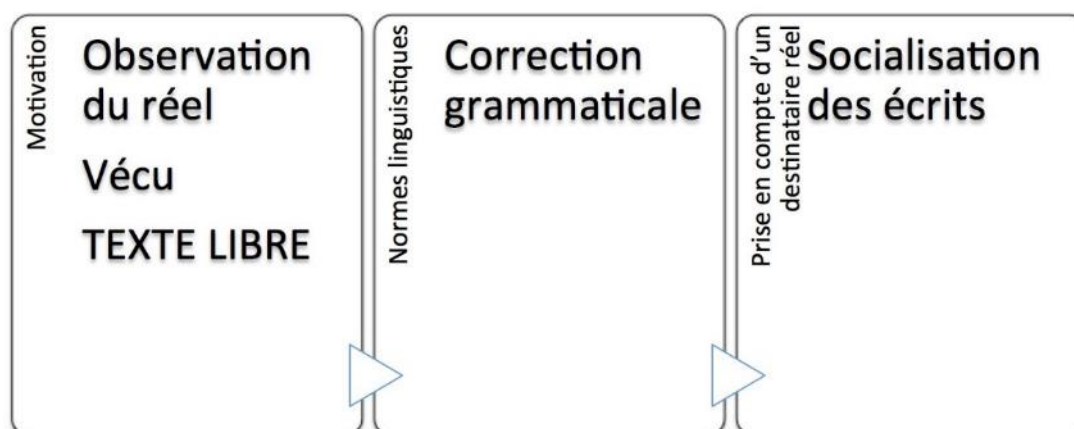 Motivation
Observation
du réel
Vécu
TEXTE LIBRE
Normes linguistiques
Correction
grammaticale
Prise en compte d'un
destinataire réel
Socialisation
des écrits